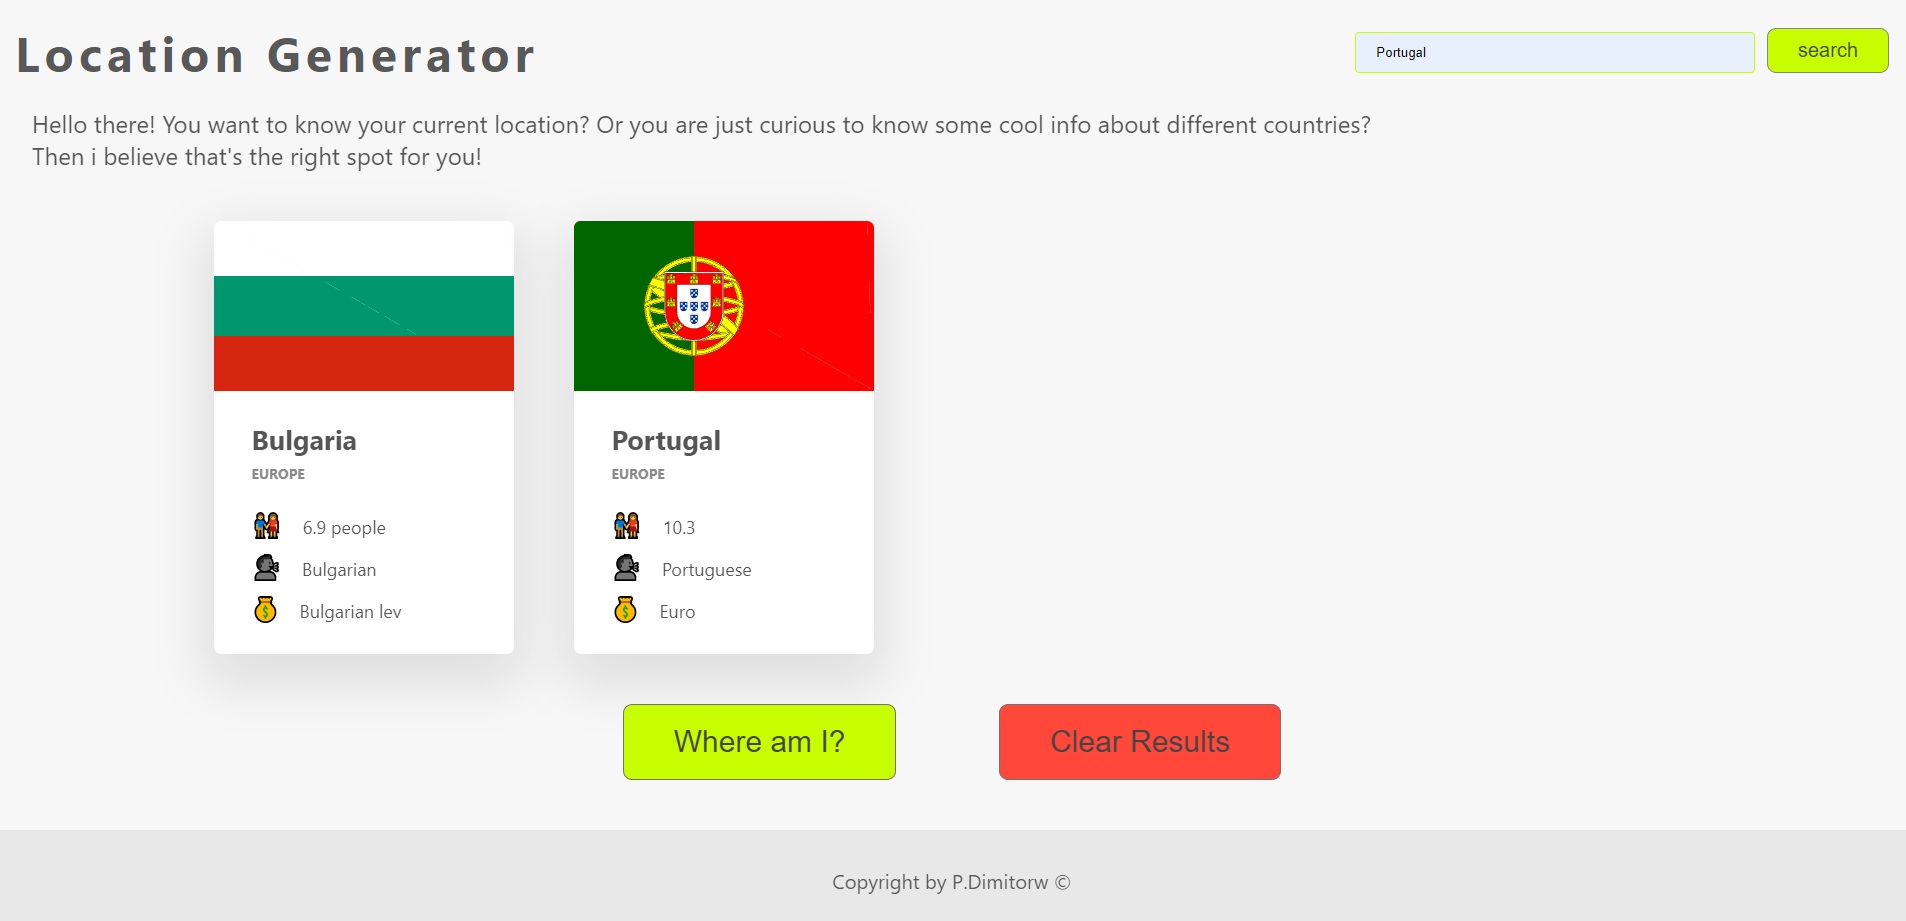 Location Generator
Portugal
search
Hello there! You want to know your current location? Or you are just curious to know some cool info about different countries?
Then i believe that's the right spot for you!
Bulgaria
EUROPE
6.9 people
Bulgarian
Bulgarian lev
Portugal
EUROPE
10.3
Portuguese
Euro
Where am I?
Clear Results
Copyright by P.Dimitorw ©